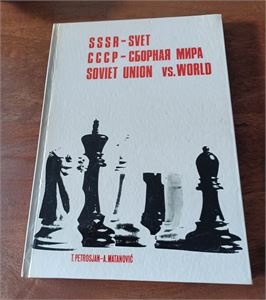 SSSR-SVET
СССР-СБОРНАЯ МИРА
SOVIET UNION vs. WORLD
T. PETROSJAN-A. MATANOVIĆ